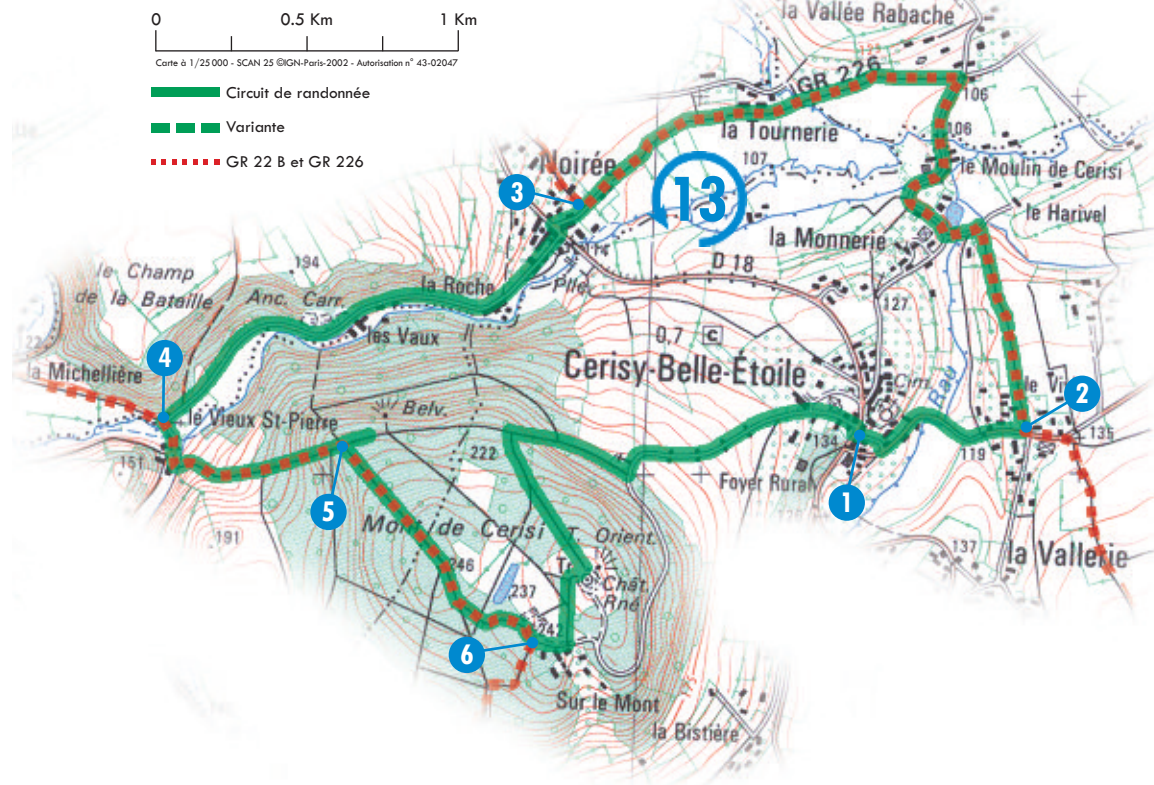 0 0.5 Km 1 Km
Carte à 1/25 000 - SCAN 25 ©IGN-Paris-2002 - Autorisation n° 43-02047
Circuit de randonnée
Variante
GR 22 B et GR 226
la Vallée Rabache
GR 226
106
la Tournerie
106
107
le Moulin de Cerisi
Noirée
3
13
le Harivel
la Monnerie
D 18
194
le Champ
de la Bataille
Anc. Carr.
la Roche
127
les Vaux
0,7
C
4
la Michellière
Cerisy-Belle-Étoile
Cim.
Rau
2
le Vieux St-Pierre
Belv.
134
135
151
222
119
Foyer Rural
5
1
Mont de Cerisi
T. Orient.
191
137
la Vallerie
246
237
Chât.
Rné
242
6
Sur le Mont
la Bistière